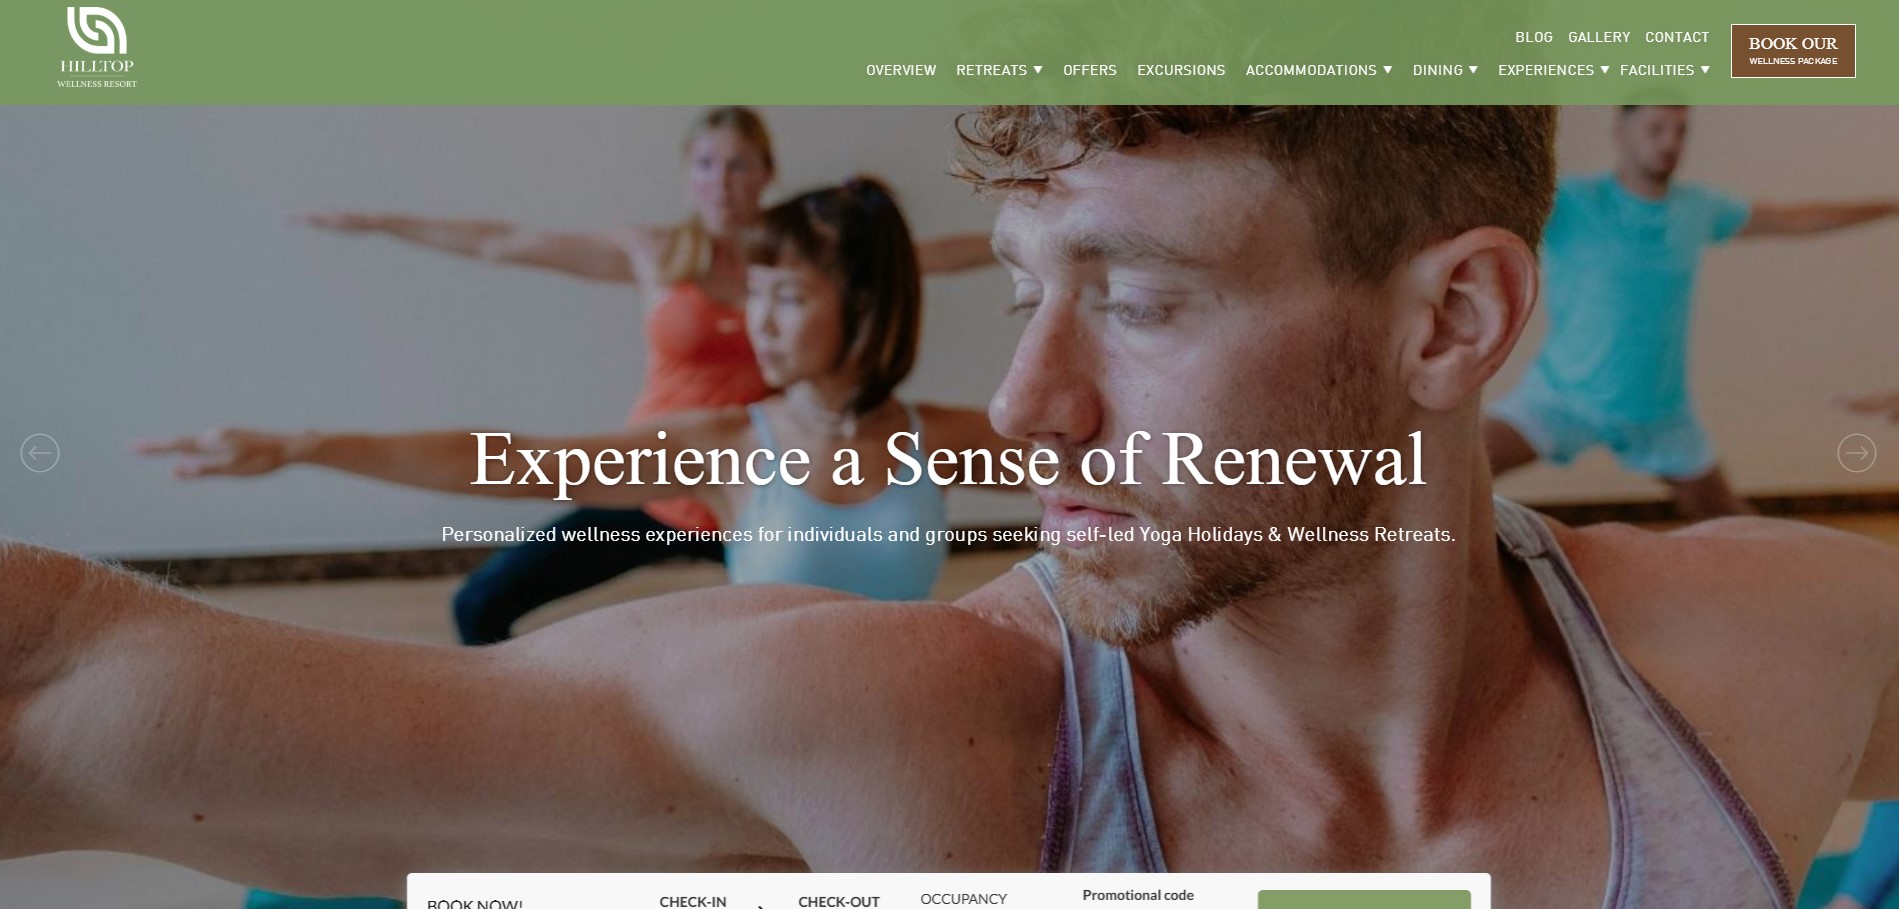 HILLTOP
WELLNESS RESORT
BLOG GALLERY CONTACT
OVERVIEW RETREATS OFFERS EXCURSIONS ACCOMMODATIONS DINING EXPERIENCES FACILITIES
BOOK OUR
WELLNESS PACKAGE
Experience a Sense of Renewal
Personalized wellness experiences for individuals and groups seeking self-led Yoga Holidays & Wellness Retreats.
BOOK NOW!
CHECK-IN
CHECK-OUT
OCCUPANCY
Promotional code